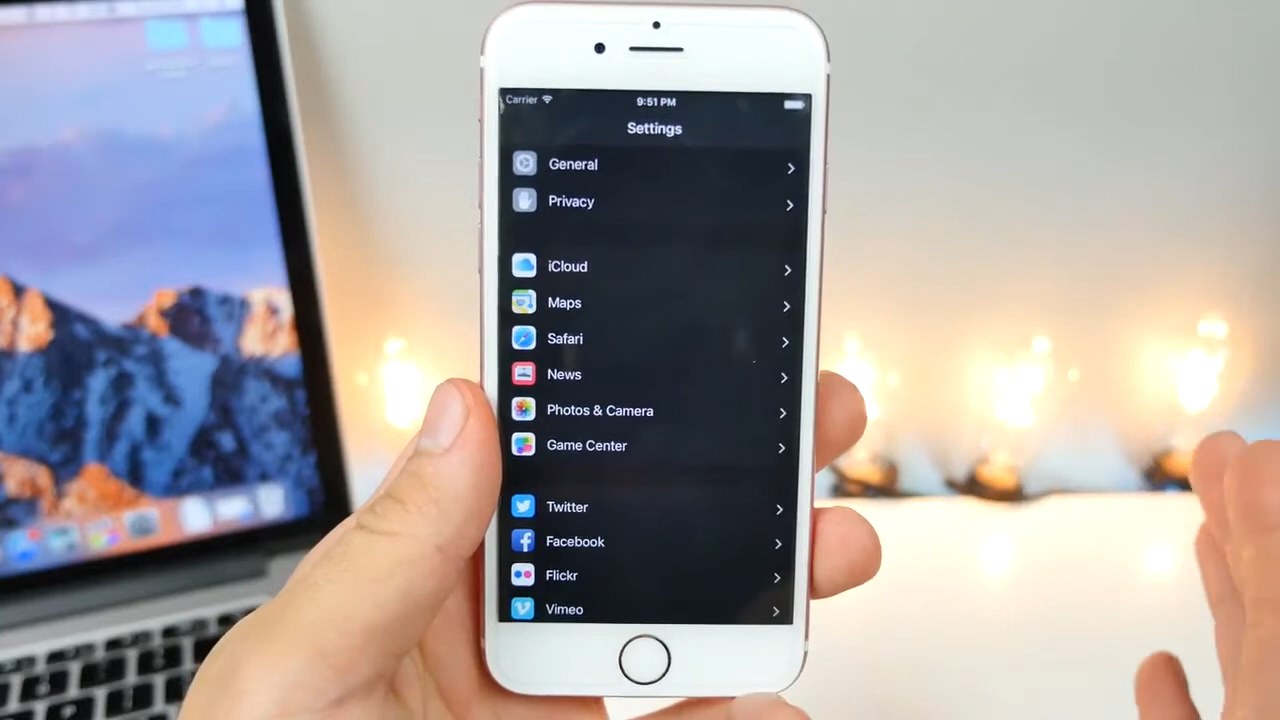 Carrier 9:51 PM
Settings
General
Privacy
iCloud
Maps
Safari
News
Photos & Camera
Game Center
Twitter
Facebook
Flickr
Vimeo